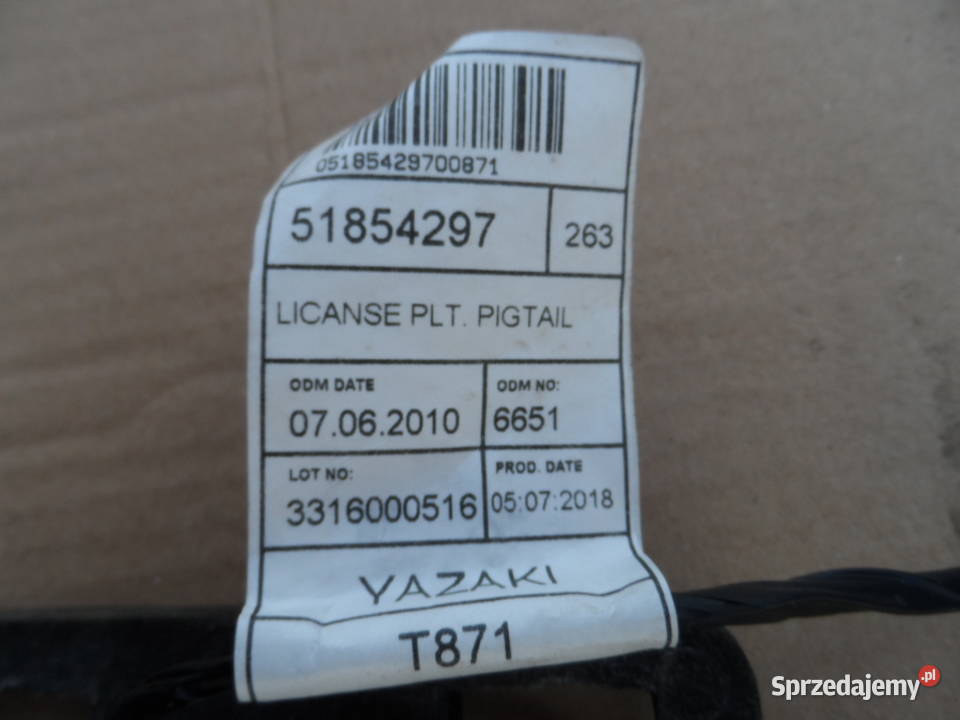 05185429700871
51854297 263
LICANSE PLT. PIGTAIL
ODM DATE ODM NO:
07.06.2010 6651
LOT NO: PROD. DATE
3316000516 05:07:2018
YAZAKI
T871
Sprzedajemy.pl